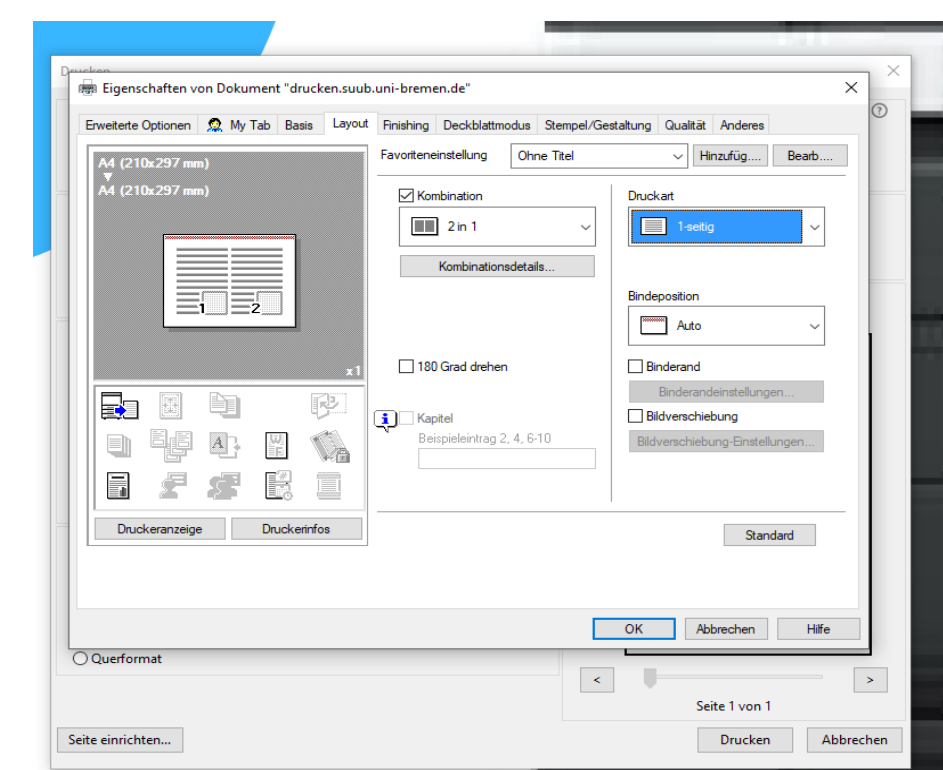 Drucken
Eigenschaften von Dokument "drucken.suub.uni-bremen.de"
Erweiterte Optionen My Tab Basis Layout Finishing Deckblattmodus Stempel/Gestaltung Qualität Anderes
A4 (210x297 mm)
A4 (210x297 mm)
1 2
x1
Druckeranzeige Druckerinfos
Favoriteneinstellung Ohne Titel Hinzufüg.... Bearb....
Kombination
2 in 1
Kombinationsdetails...
180 Grad drehen
Kapitel
Beispieleintrag 2, 4, 6-10
Druckart
1-seitig
Bindeposition
Auto
Binderand
Binderandeinstellungen...
Bildverschiebung
Bildverschiebung-Einstellungen...
Standard
OK Abbrechen Hilfe
Querformat
< >
Seite 1 von 1
Seite einrichten... Drucken Abbrechen